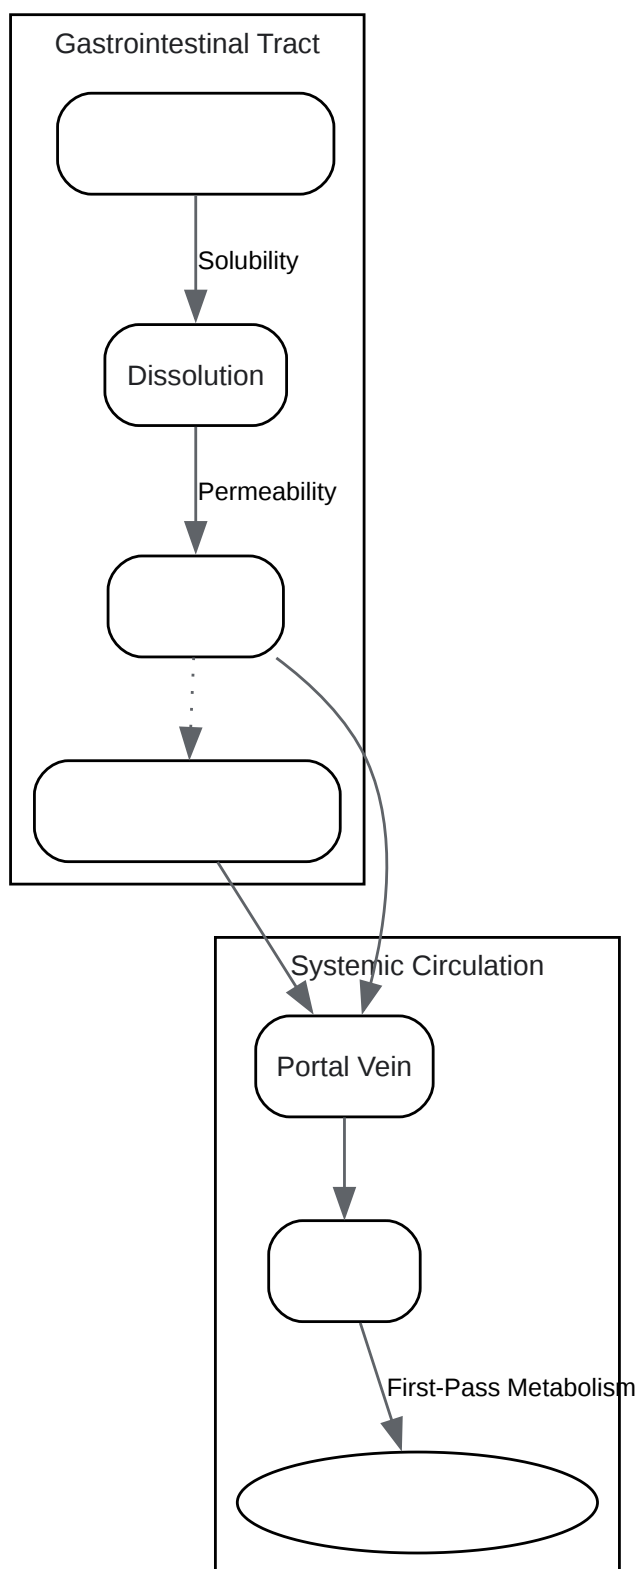 Gastrointestinal Tract
Solubility
Dissolution
Permeability
Systemic Circulation
Portal Vein
First-Pass Metabolism